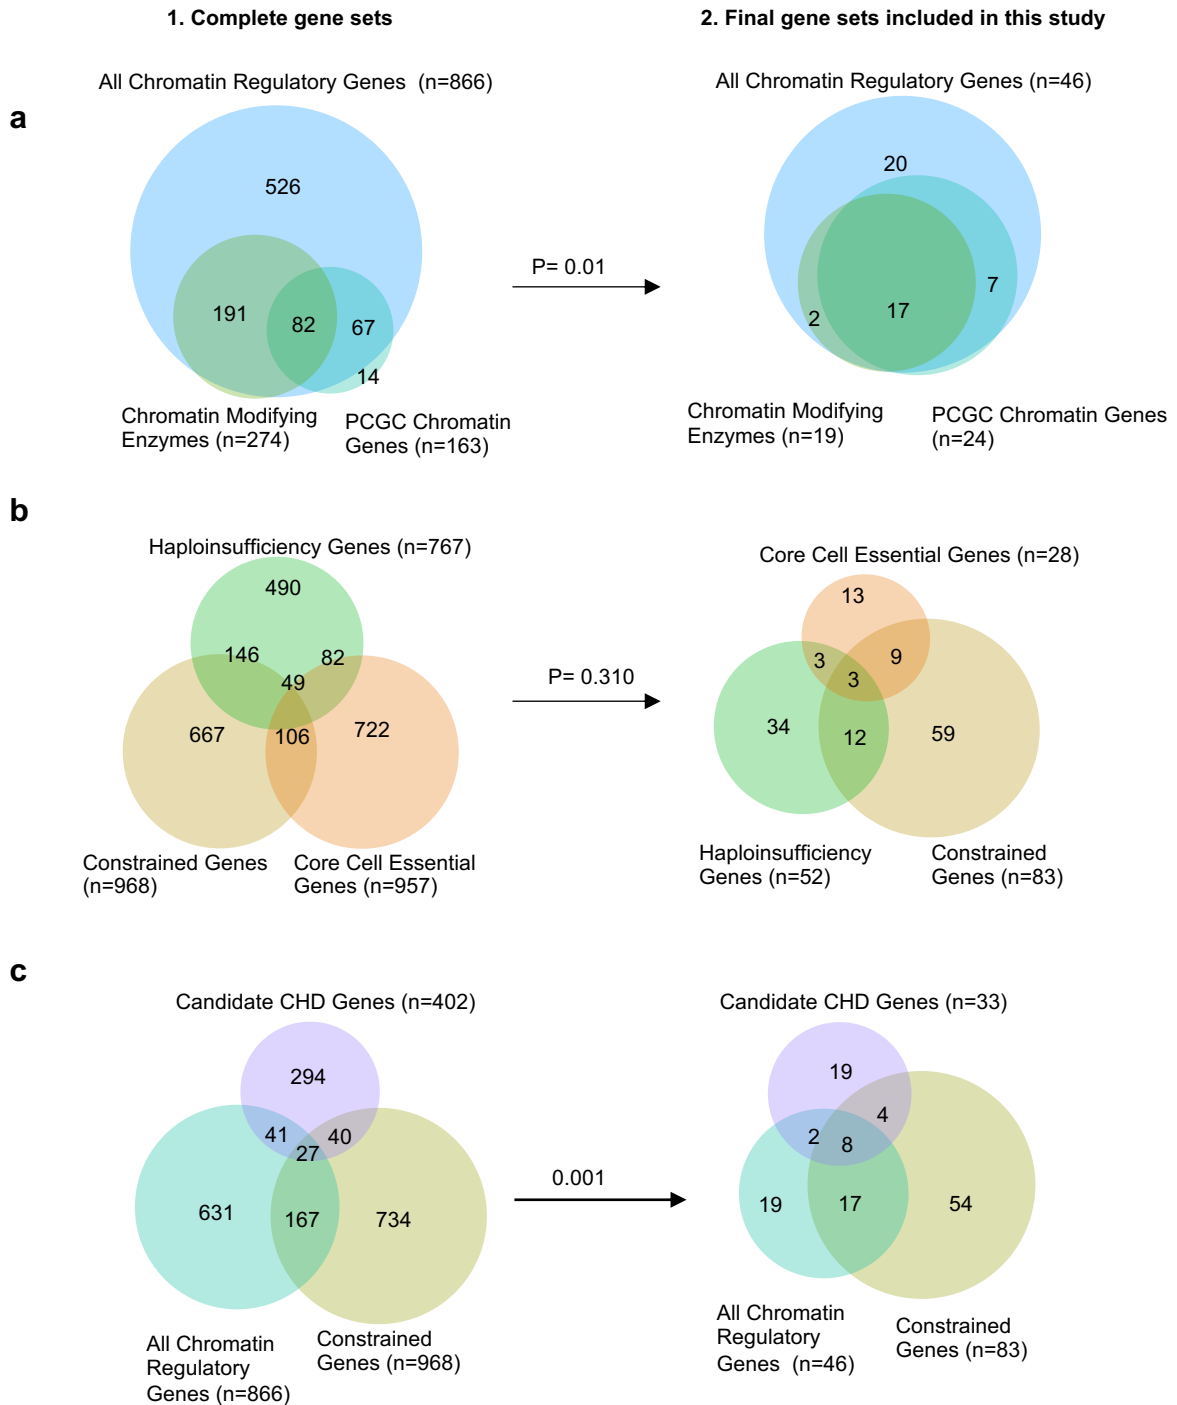 1. Complete gene sets
2. Final gene sets included in this study
a
All Chromatin Regulatory Genes (n=866)
526
191
82
67
14
Chromatin Modifying
Enzymes (n=274)
PCGC Chromatin
Genes (n=163)
P= 0.01
All Chromatin Regulatory Genes (n=46)
20
7
2
17
Chromatin Modifying
Enzymes (n=19)
PCGC Chromatin Genes
(n=24)
b
Haploinsufficiency Genes (n=767)
490
146
82
49
667
106
722
Constrained Genes
(n=968)
Core Cell Essential
Genes (n=957)
P= 0.310
Core Cell Essential Genes (n=28)
13
3
9
3
34
12
59
Haploinsufficiency
Genes (n=52)
Constrained
Genes (n=83)
c
Candidate CHD Genes (n=402)
294
41
40
27
631
167
734
All Chromatin
Regulatory
Genes (n=866)
Constrained
Genes (n=968)
0.001
Candidate CHD Genes (n=33)
19
4
2
8
19
17
54
All Chromatin
Regulatory
Genes (n=46)
Constrained
Genes (n=83)